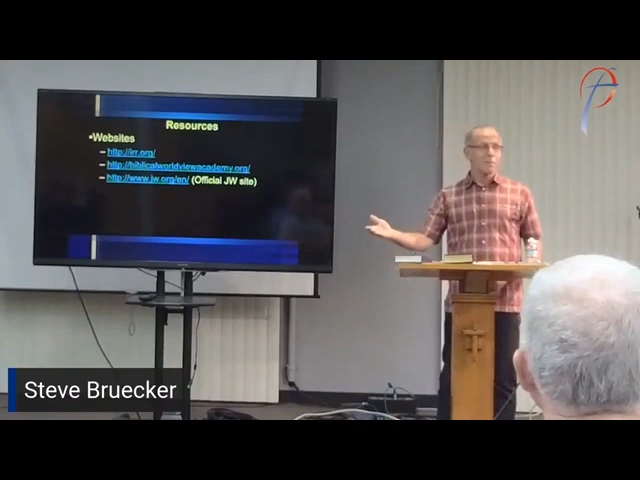 Resources
•Websites
– http://irr.org/
– http://biblicalworldviewacademy.org/
– http://www.jw.org/en/ (Official JW site)
Steve Bruecker